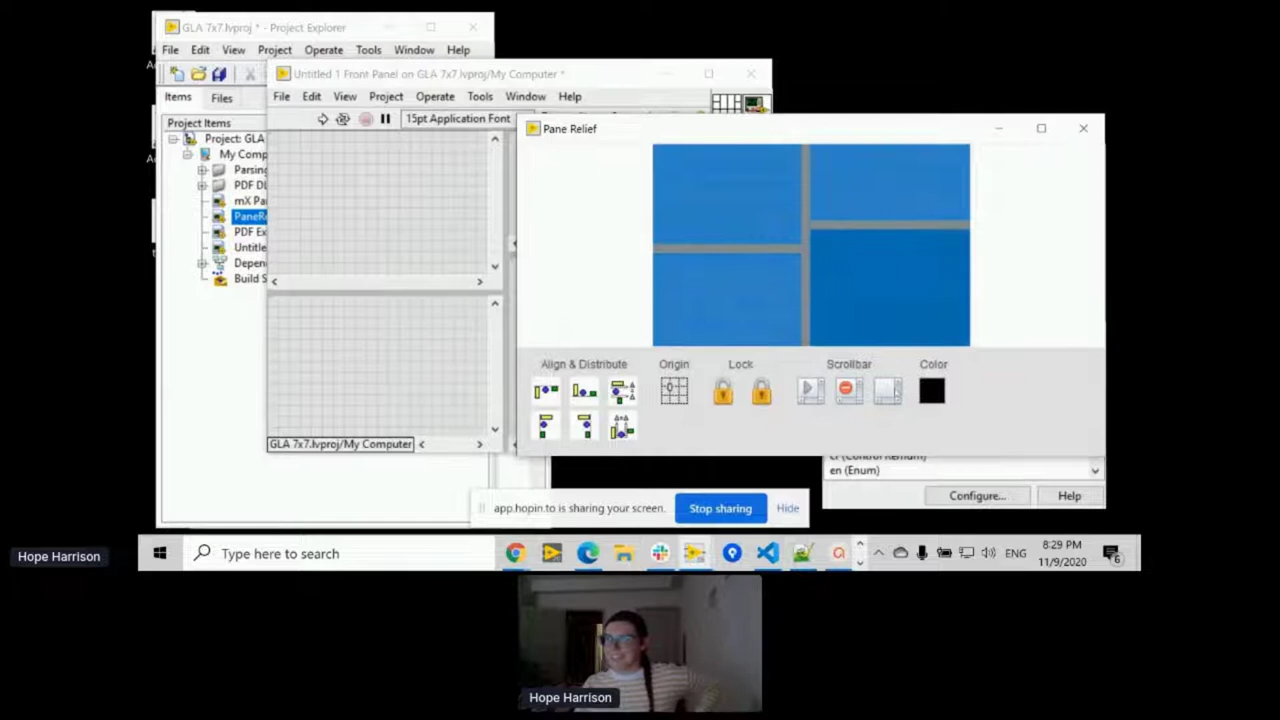 GLA 7x7.lvproj * - Project Explorer
File Edit View Project Operate Tools Window Help
Untitled 1 Front Panel on GLA 7x7.lvproj/My Computer *
Items Files
File Edit View Project Operate Tools Window Help
15pt Application Font
Project Items
Project: GLA
My Comp
Parsing
PDF DL
mX Pa
PaneRe
PDF Ex
Untitle
Depen
Build S
Pane Relief
Align & Distribute Origin Lock Scrollbar Color
GLA 7x7.lvproj/My Computer
en (Enum)
Configure... Help
app.hopin.to is sharing your screen. Stop sharing Hide
Hope Harrison
Type here to search
ENG
8:29 PM
11/9/2020
6
Hope Harrison